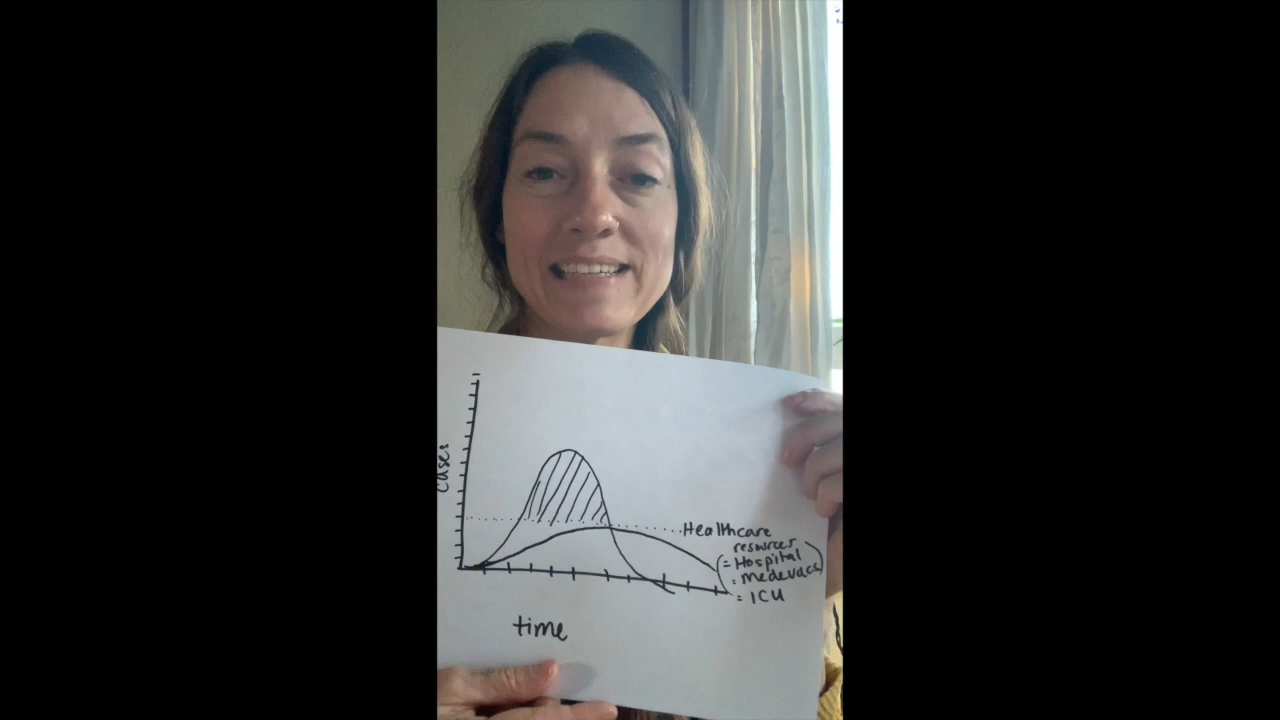 cases
Healthcare
resources
(= Hospital
= medevacs)
= ICU
time